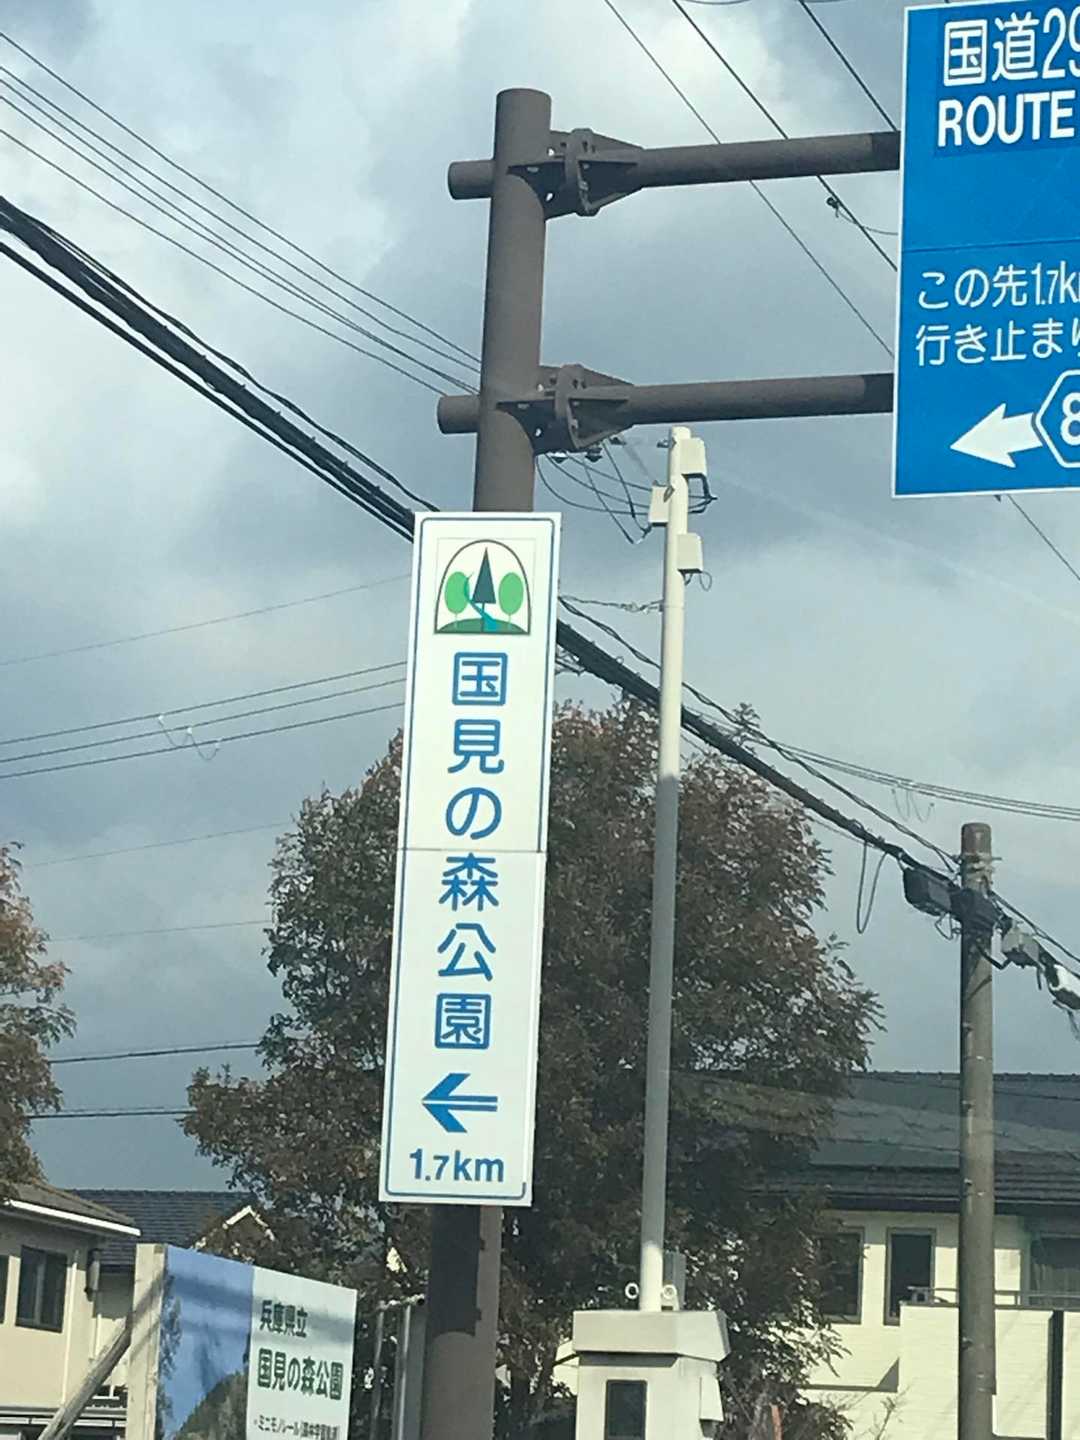 国道29
ROUTE
この先1.7k
行き止まり
8
国見の森公園
1.7km
兵庫県立
国見の森公園